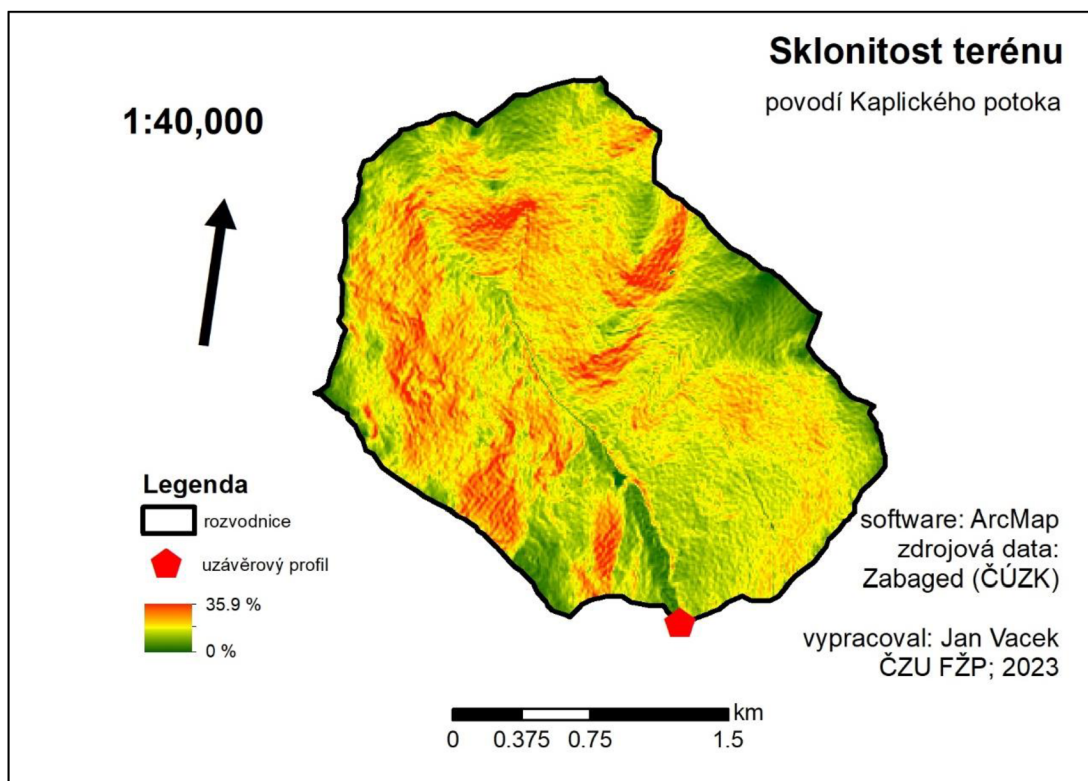 Sklonitost terénu
povodí Kaplického potoka
1:40,000
Legenda
rozvodnice
uzávěrový profil
35.9 %
0 %
software: ArcMap
zdrojová data:
Zabaged (ČÚZK)
vypracoval: Jan Vacek
ČZU FŽP; 2023
km
0 0.375 0.75 1.5